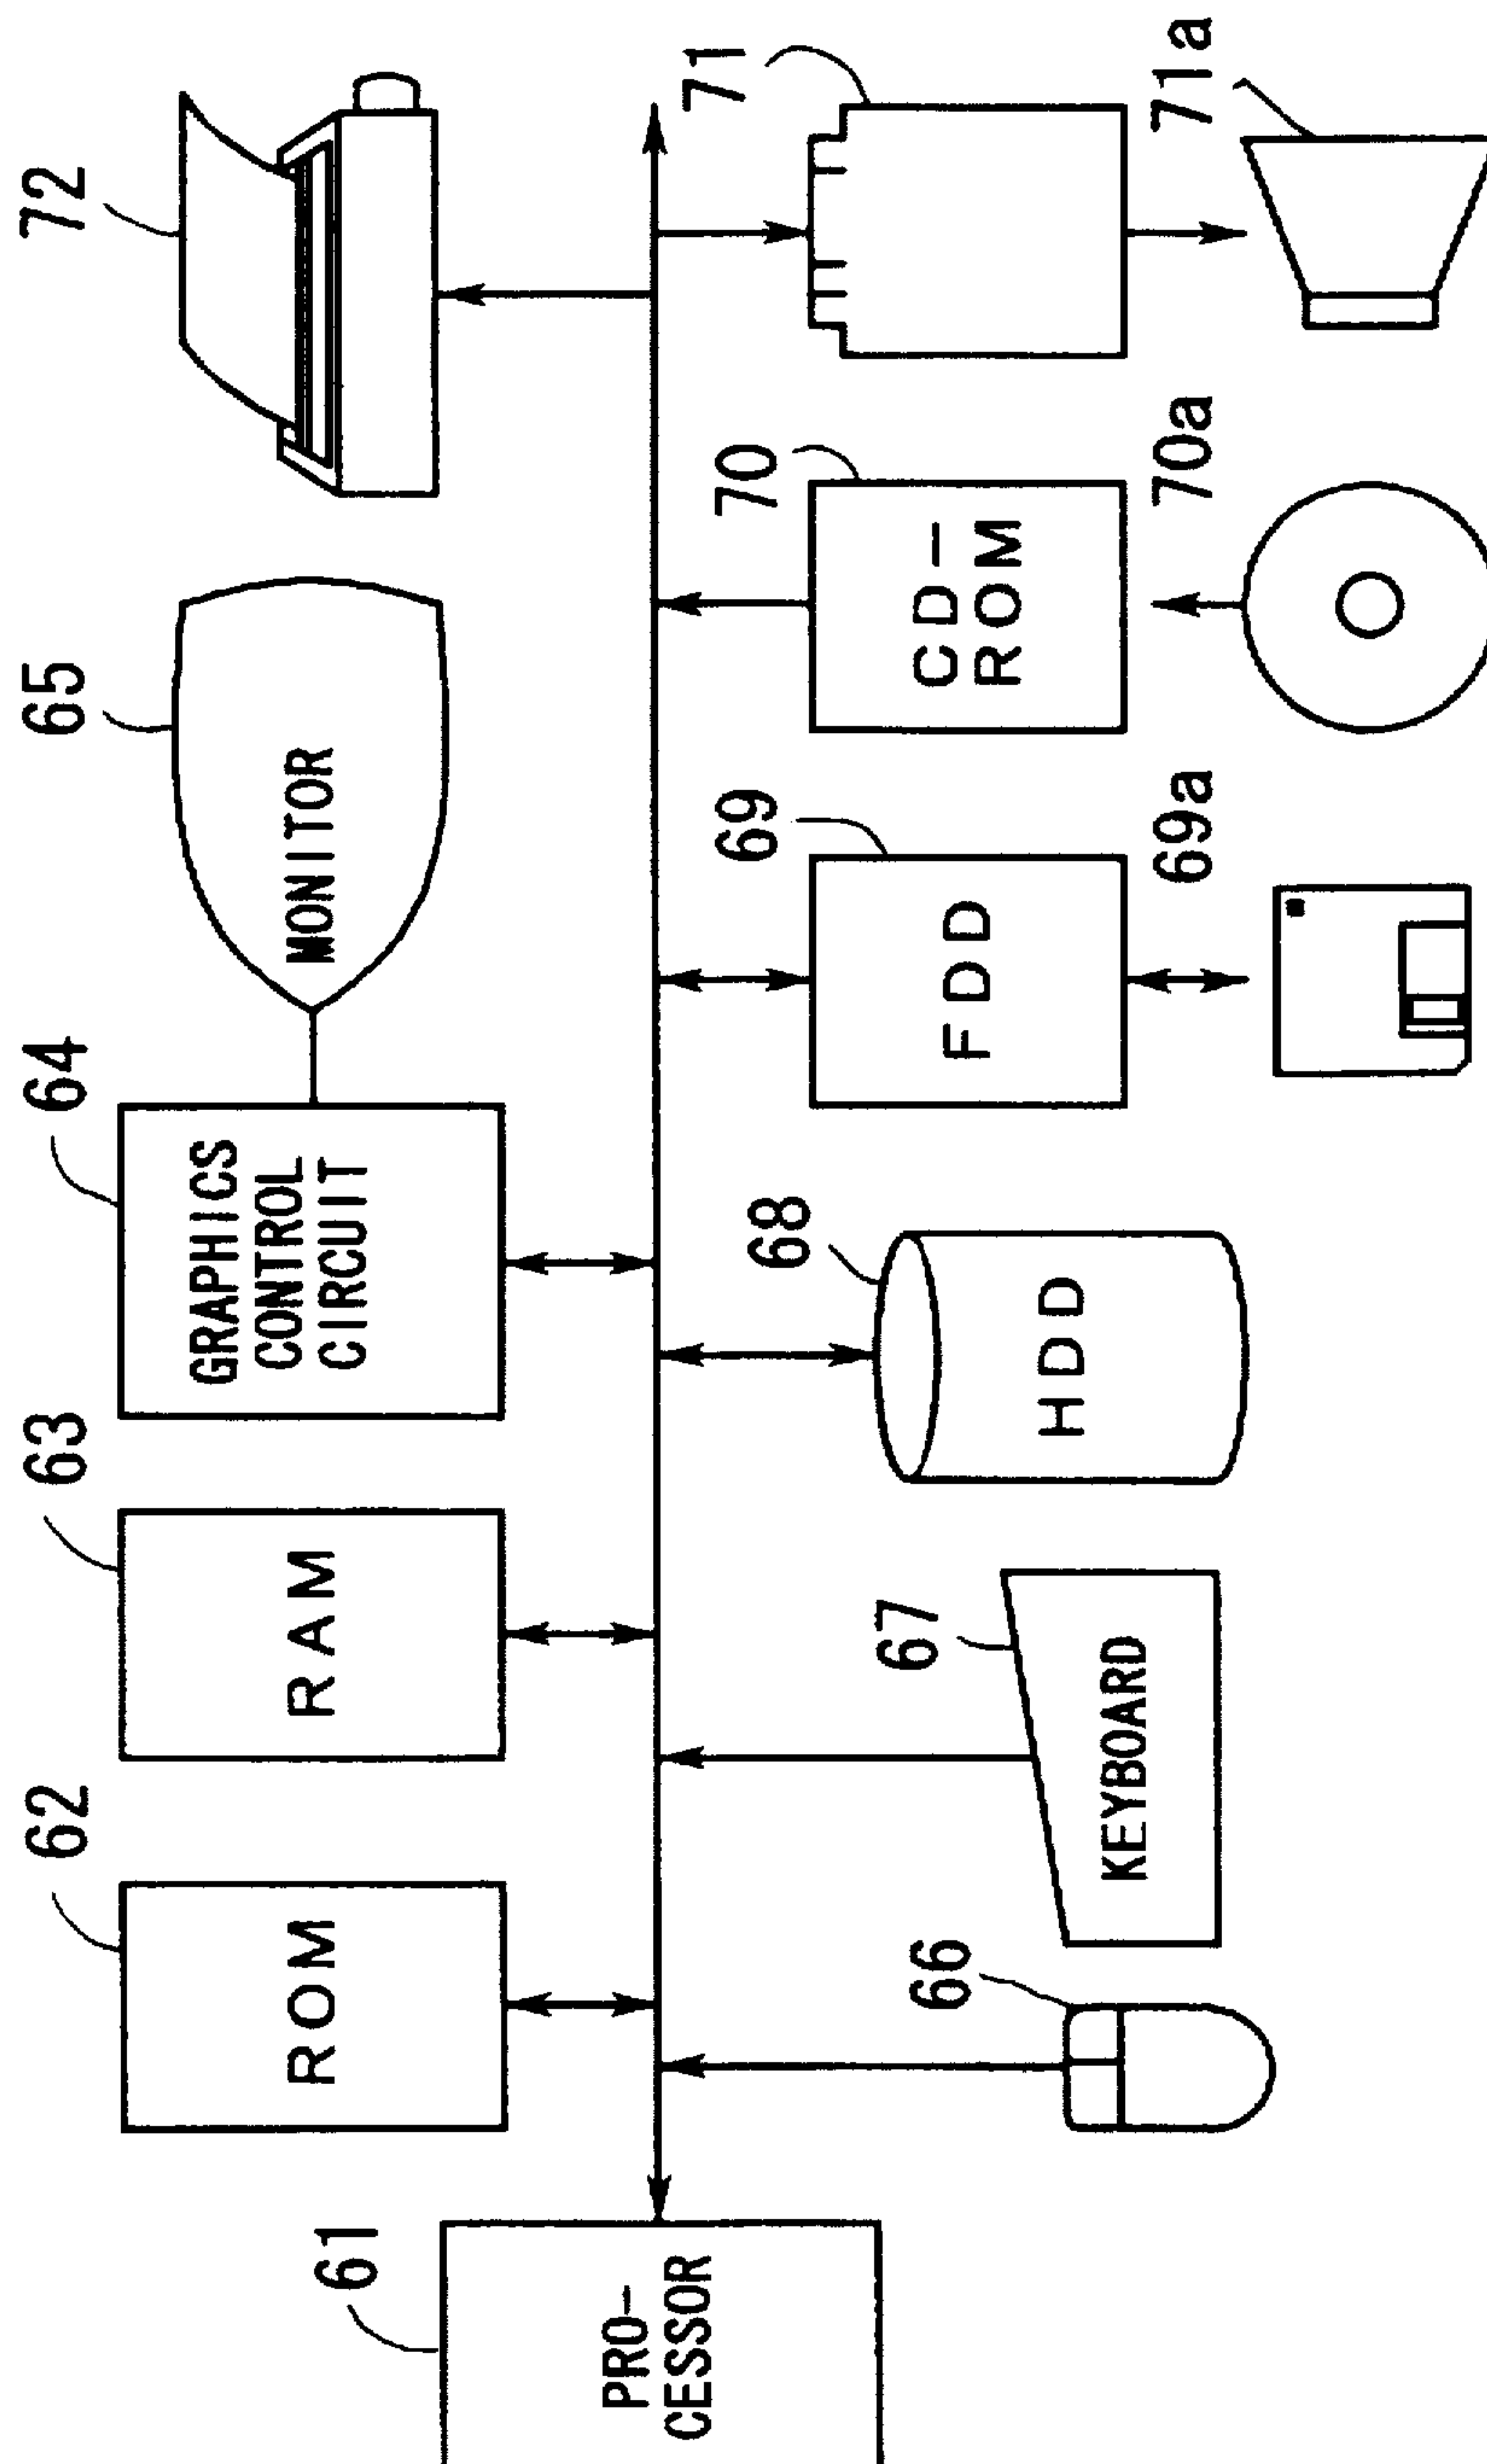 62
63
64
65
72
ROM
RAM
GRAPHICS
CONTROL
CIRCUIT
MONITOR
61
PRO-
CESSOR
66
67
KEYBOARD
68
HDD
69
FDD
70
CD-
ROM
71
69a
70a
71a